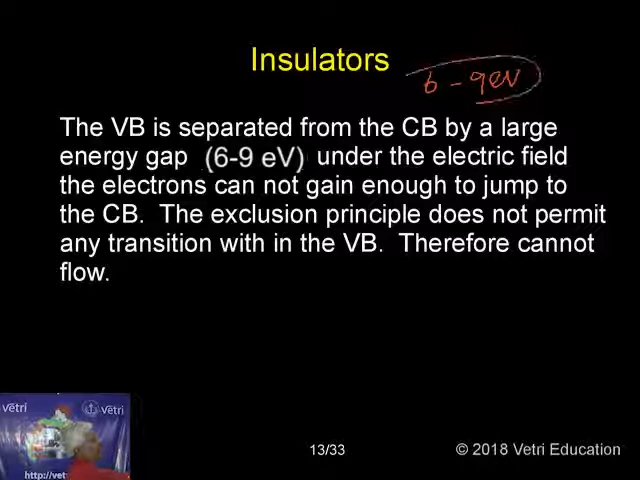 Insulators
6 - 9eV
The VB is separated from the CB by a large
energy gap (6-9 eV) under the electric field
the electrons can not gain enough to jump to
the CB. The exclusion principle does not permit
any transition with in the VB. Therefore cannot
flow.
vetri
Vetri
http://vet
13/33
© 2018 Vetri Education